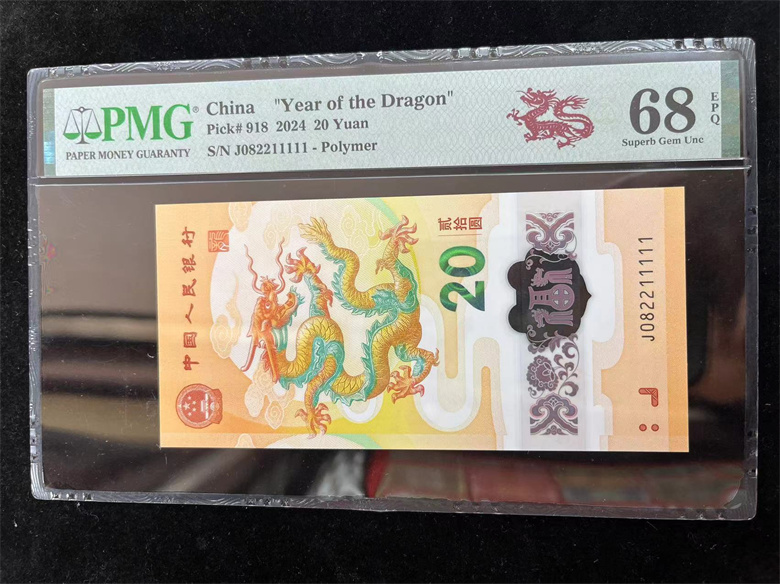 PMG®
PAPER MONEY GUARANTY
China "Year of the Dragon"
Pick# 918 2024 20 Yuan
S/N J082211111 - Polymer
68 EPQ
Superb Gem Unc
中国人民银行
贰拾圆
20
J082211111